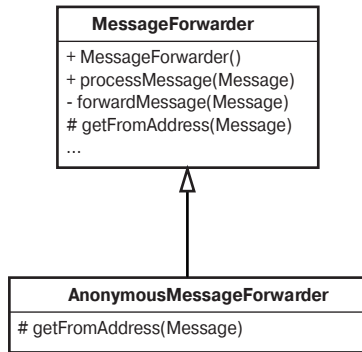 MessageForwarder
+ MessageForwarder()
+ processMessage(Message)
- forwardMessage(Message)
# getFromAddress(Message)
...
AnonymousMessageForwarder
# getFromAddress(Message)